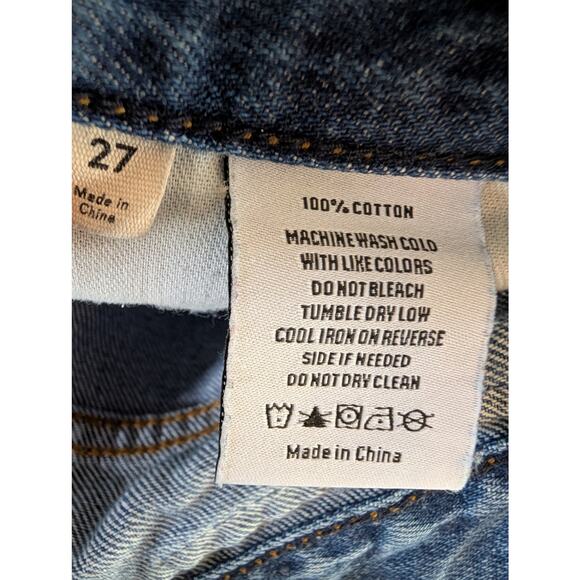 27
Made in
China
100% COTTON
MACHINE WASH COLD
WITH LIKE COLORS
DO NOT BLEACH
TUMBLE DRY LOW
COOL IRON ON REVERSE
SIDE IF NEEDED
DO NOT DRY CLEAN
Made in China